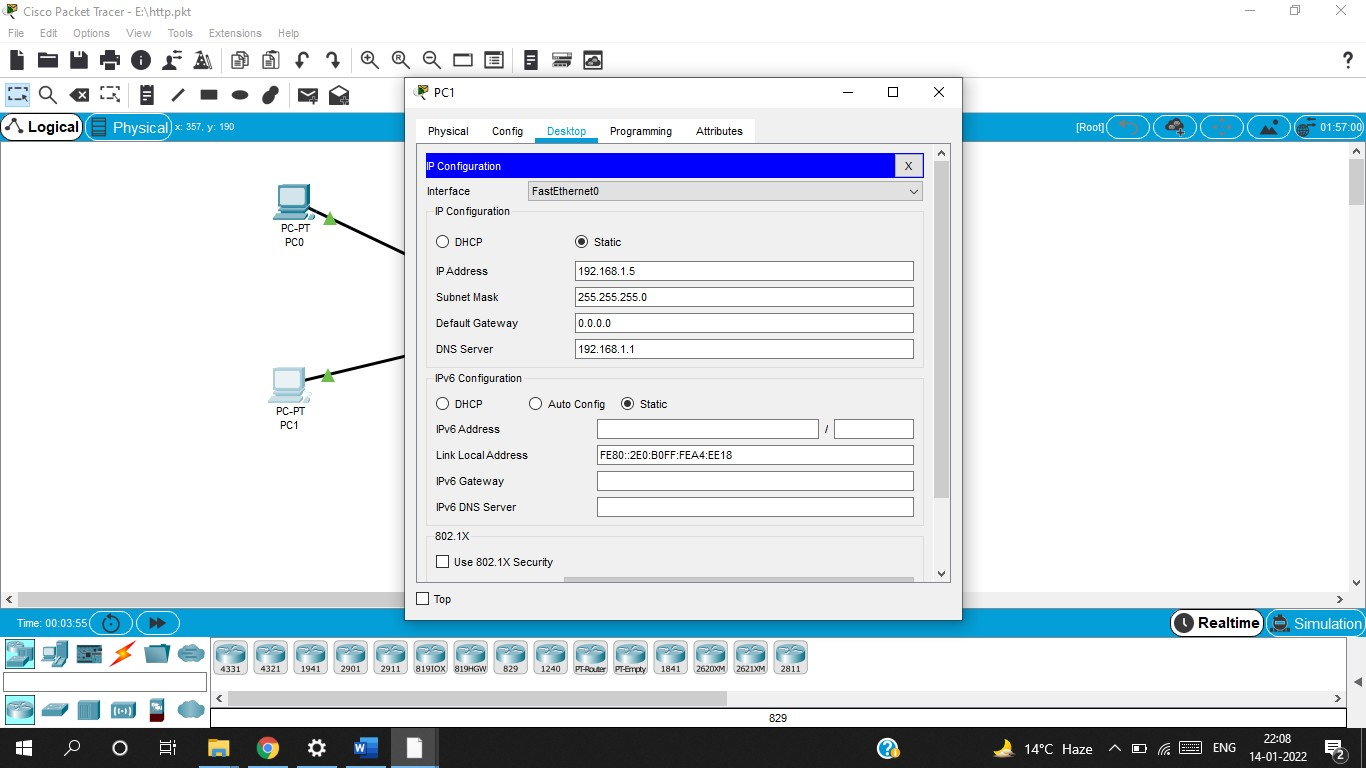 Cisco Packet Tracer - E:\http.pkt
File Edit Options View Tools Extensions Help
?
Logical
Physical
x: 357, y: 190
[Root]
01:57:00
PC-PT
PC0
PC-PT
PC1
PC1
Physical Config Desktop Programming Attributes
IP Configuration X
Interface FastEthernet0
IP Configuration
DHCP Static
IP Address 192.168.1.5
Subnet Mask 255.255.255.0
Default Gateway 0.0.0.0
DNS Server 192.168.1.1
IPv6 Configuration
DHCP Auto Config Static
IPv6 Address /
Link Local Address FE80::2E0:B0FF:FEA4:EE18
IPv6 Gateway
IPv6 DNS Server
802.1X
Use 802.1X Security
Top
Time: 00:03:55
Realtime Simulation
4331 4321 1941 2901 2911 819IOX 819HGW 829 1240 PT-Router PT-Empty 1841 2620XM 2621XM 2811
829
14°C Haze ENG 22:08
14-01-2022
2